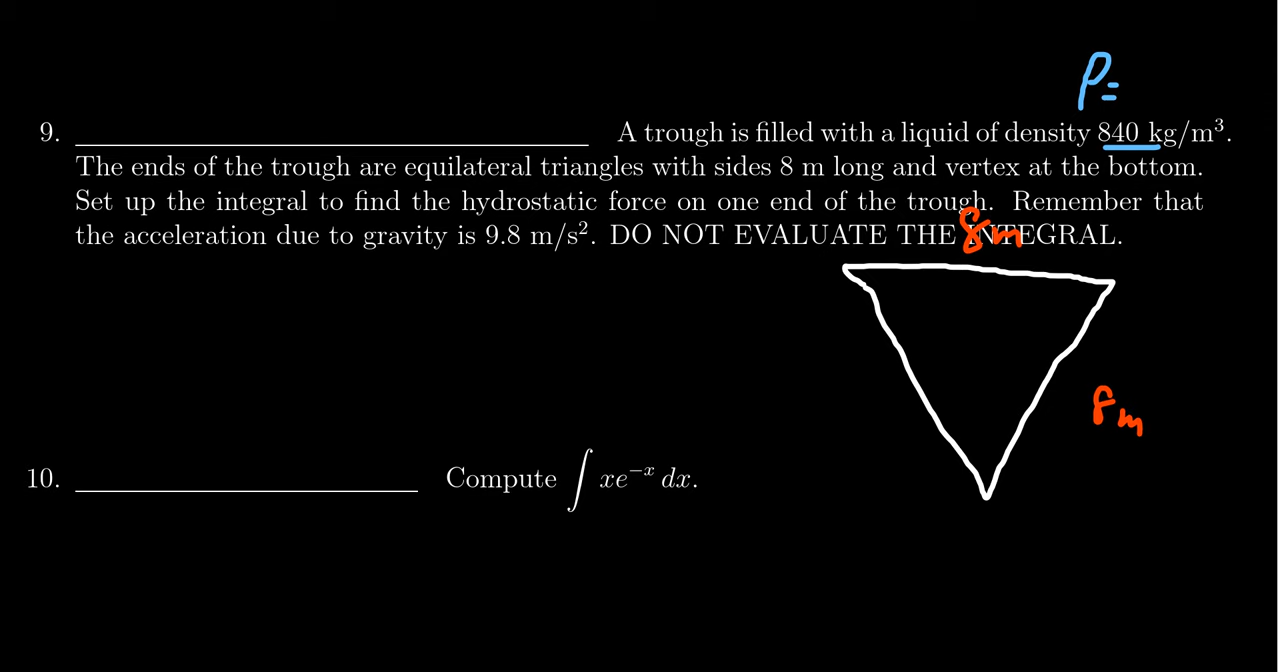 ρ=
9. ____________________ A trough is filled with a liquid of density 840 kg/m³.
The ends of the trough are equilateral triangles with sides 8 m long and vertex at the bottom.
Set up the integral to find the hydrostatic force on one end of the trough. Remember that
the acceleration due to gravity is 9.8 m/s². DO NOT EVALUATE THE INTEGRAL.
8m
8m
10. ____________________ Compute ∫ xe⁻ˣ dx.